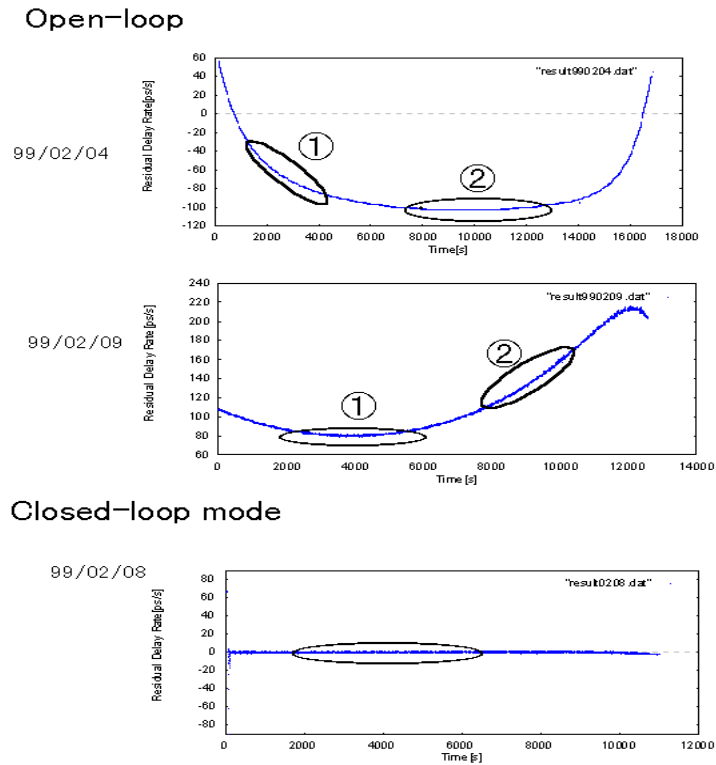 Open-loop
99/02/04
Residual Delay Rate[ps/s]
60
40
20
0
-20
-40
-60
-80
-100
-120
"result990204.dat"
①
②
0 2000 4000 6000 8000 10000 12000 14000 16000 18000
Time[s]
99/02/09
Residual Delay Rate[ps/s]
240
220
200
180
160
140
120
100
80
60
"result990209.dat"
①
②
0 2000 4000 6000 8000 10000 12000 14000
Time [s]
Closed-loop mode
99/02/08
Residual Delay Rate[ps/s]
80
60
40
20
0
-20
-40
-60
-80
"result0208.dat"
0 2000 4000 6000 8000 10000 12000
Time [s]